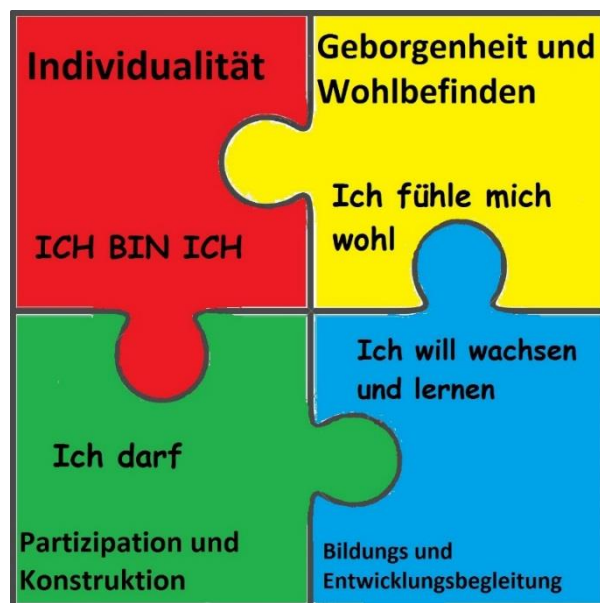 Individualität
ICH BIN ICH
Geborgenheit und
Wohlbefinden
Ich fühle mich
wohl
Ich darf
Partizipation und
Konstruktion
Ich will wachsen
und lernen
Bildungs und
Entwicklungsbegleitung